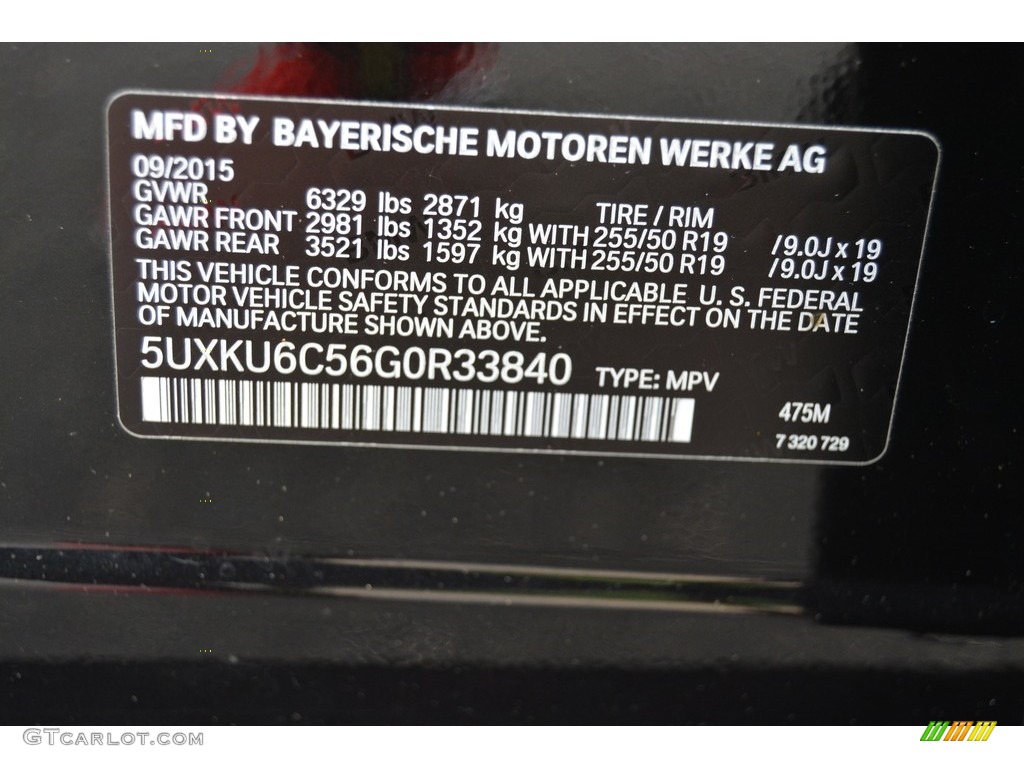 MFD BY BAYERISCHE MOTOREN WERKE AG
09/2015
GVWR 6329 lbs 2871 kg TIRE / RIM
GAWR FRONT 2981 lbs 1352 kg WITH 255/50 R19 /9.0J x 19
GAWR REAR 3521 lbs 1597 kg WITH 255/50 R19 /9.0J x 19
THIS VEHICLE CONFORMS TO ALL APPLICABLE U. S. FEDERAL
MOTOR VEHICLE SAFETY STANDARDS IN EFFECT ON THE DATE
OF MANUFACTURE SHOWN ABOVE.
5UXKU6C56G0R33840 TYPE: MPV
475M
7 320 729
GTCARLOT.COM